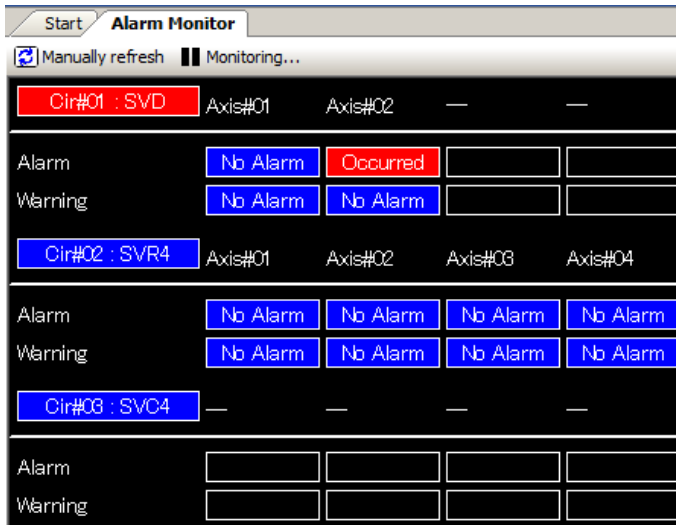 Start Alarm Monitor
Manually refresh Monitoring...
Cir#01 : SVD Axis#01 Axis#02 — —
Alarm No Alarm Occurred
Warning No Alarm No Alarm
Cir#02 : SVR4 Axis#01 Axis#02 Axis#03 Axis#04
Alarm No Alarm No Alarm No Alarm No Alarm
Warning No Alarm No Alarm No Alarm No Alarm
Cir#03 : SVC4 — — — —
Alarm
Warning